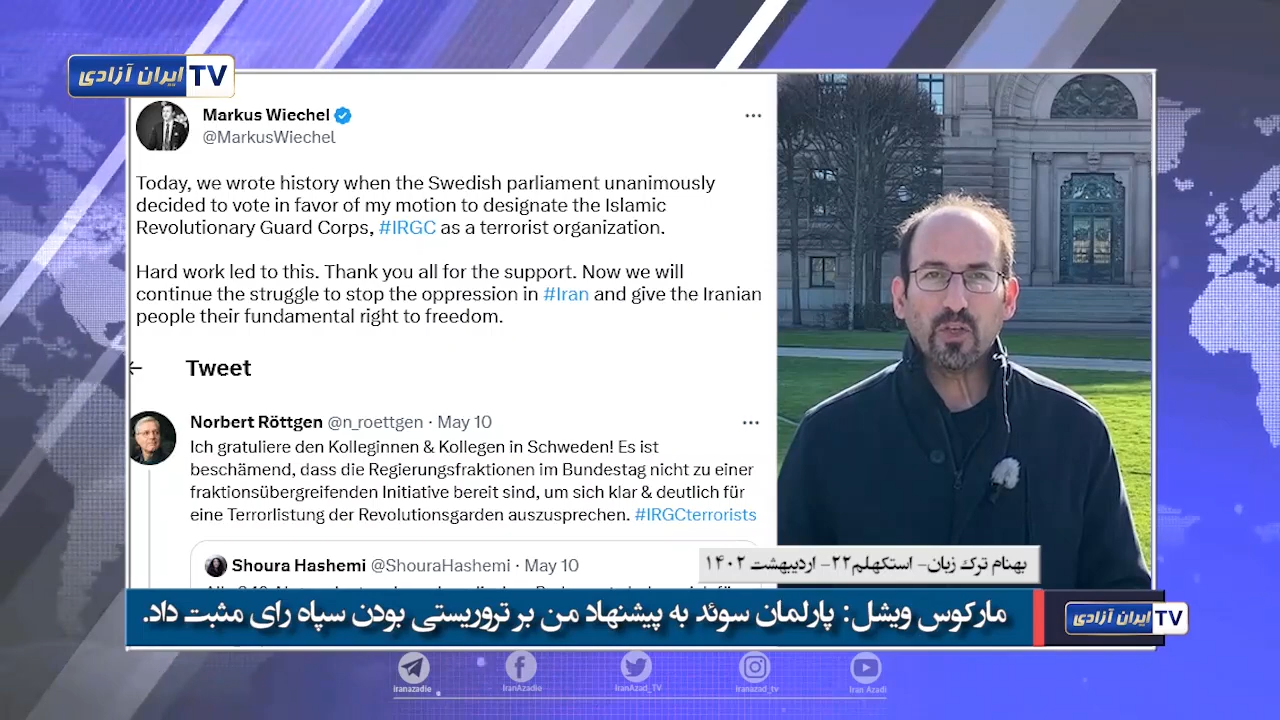 ایران آزادی TV
Markus Wiechel
@MarkusWiechel
Today, we wrote history when the Swedish parliament unanimously
decided to vote in favor of my motion to designate the Islamic
Revolutionary Guard Corps, #IRGC as a terrorist organization.
Hard work led to this. Thank you all for the support. Now we will
continue the struggle to stop the oppression in #Iran and give the Iranian
people their fundamental right to freedom.
Tweet
Norbert Röttgen @n_roettgen · May 10
Ich gratuliere den Kolleginnen & Kollegen in Schweden! Es ist
beschämend, dass die Regierungsfraktionen im Bundestag nicht zu einer
fraktionsübergreifenden Initiative bereit sind, um sich klar & deutlich für
eine Terrorlistung der Revolutionsgarden auszusprechen. #IRGCterrorists
Shoura Hashemi @ShouraHashemi · May 10
بهنام ترک زبان- استکهلم۲۲- اردیبهشت ۱۴۰۲
مارکوس ویشل: پارلمان سوئد به پیشنهاد من بر تروریستی بودن سپاه رای مثبت داد.
ایران آزادی TV
iranazadie
IranAzadie
IranAzad_TV
iranazad_tv
Iran Azadi